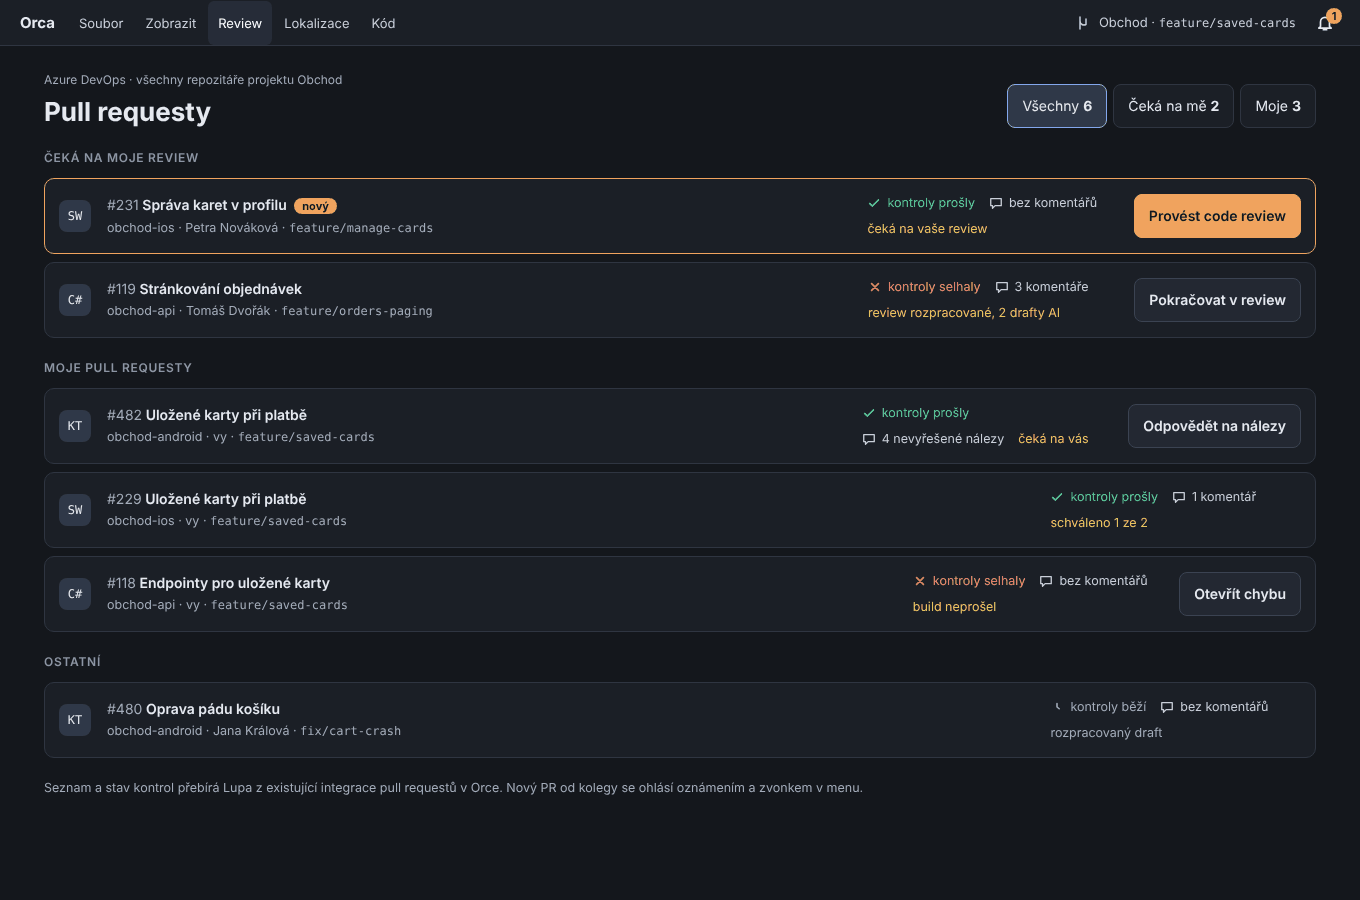 Orca Soubor Zobrazit Review Lokalizace Kód Obchod · feature/saved-cards 1
Azure DevOps · všechny repozitáře projektu Obchod
Pull requesty
Všechny 6 Čeká na mě 2 Moje 3
ČEKÁ NA MOJE REVIEW
SW #231 Správa karet v profilu nový
obchod-ios · Petra Nováková · feature/manage-cards
kontroly prošly bez komentářů
čeká na vaše review
Provést code review
C# #119 Stránkování objednávek
obchod-api · Tomáš Dvořák · feature/orders-paging
kontroly selhaly 3 komentáře
review rozpracované, 2 drafty AI
Pokračovat v review
MOJE PULL REQUESTY
KT #482 Uložené karty při platbě
obchod-android · vy · feature/saved-cards
kontroly prošly
4 nevyřešené nálezy čeká na vás
Odpovědět na nálezy
SW #229 Uložené karty při platbě
obchod-ios · vy · feature/saved-cards
kontroly prošly 1 komentář
schváleno 1 ze 2
C# #118 Endpointy pro uložené karty
obchod-api · vy · feature/saved-cards
kontroly selhaly bez komentářů
build neprošel
Otevřít chybu
OSTATNÍ
KT #480 Oprava pádu košíku
obchod-android · Jana Králová · fix/cart-crash
kontroly běží bez komentářů
rozpracovaný draft
Seznam a stav kontrol přebírá Lupa z existující integrace pull requestů v Orce. Nový PR od kolegy se ohlásí oznámením a zvonkem v menu.